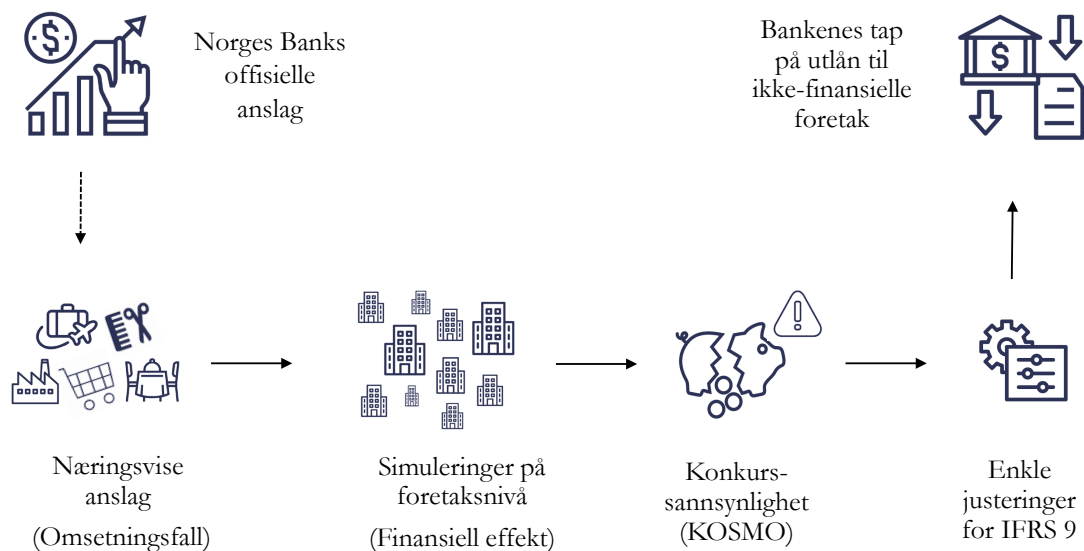 Norges Banks
offisielle
anslag
Bankenes tap
på utlån til
ikke-finansielle
foretak
$
$
Næringsvise
anslag
(Omsetningsfall)
Simuleringer på
foretaksnivå
(Finansiell effekt)
Konkurs-
sannsynlighet
(KOSMO)
Enkle
justeringer
for IFRS 9